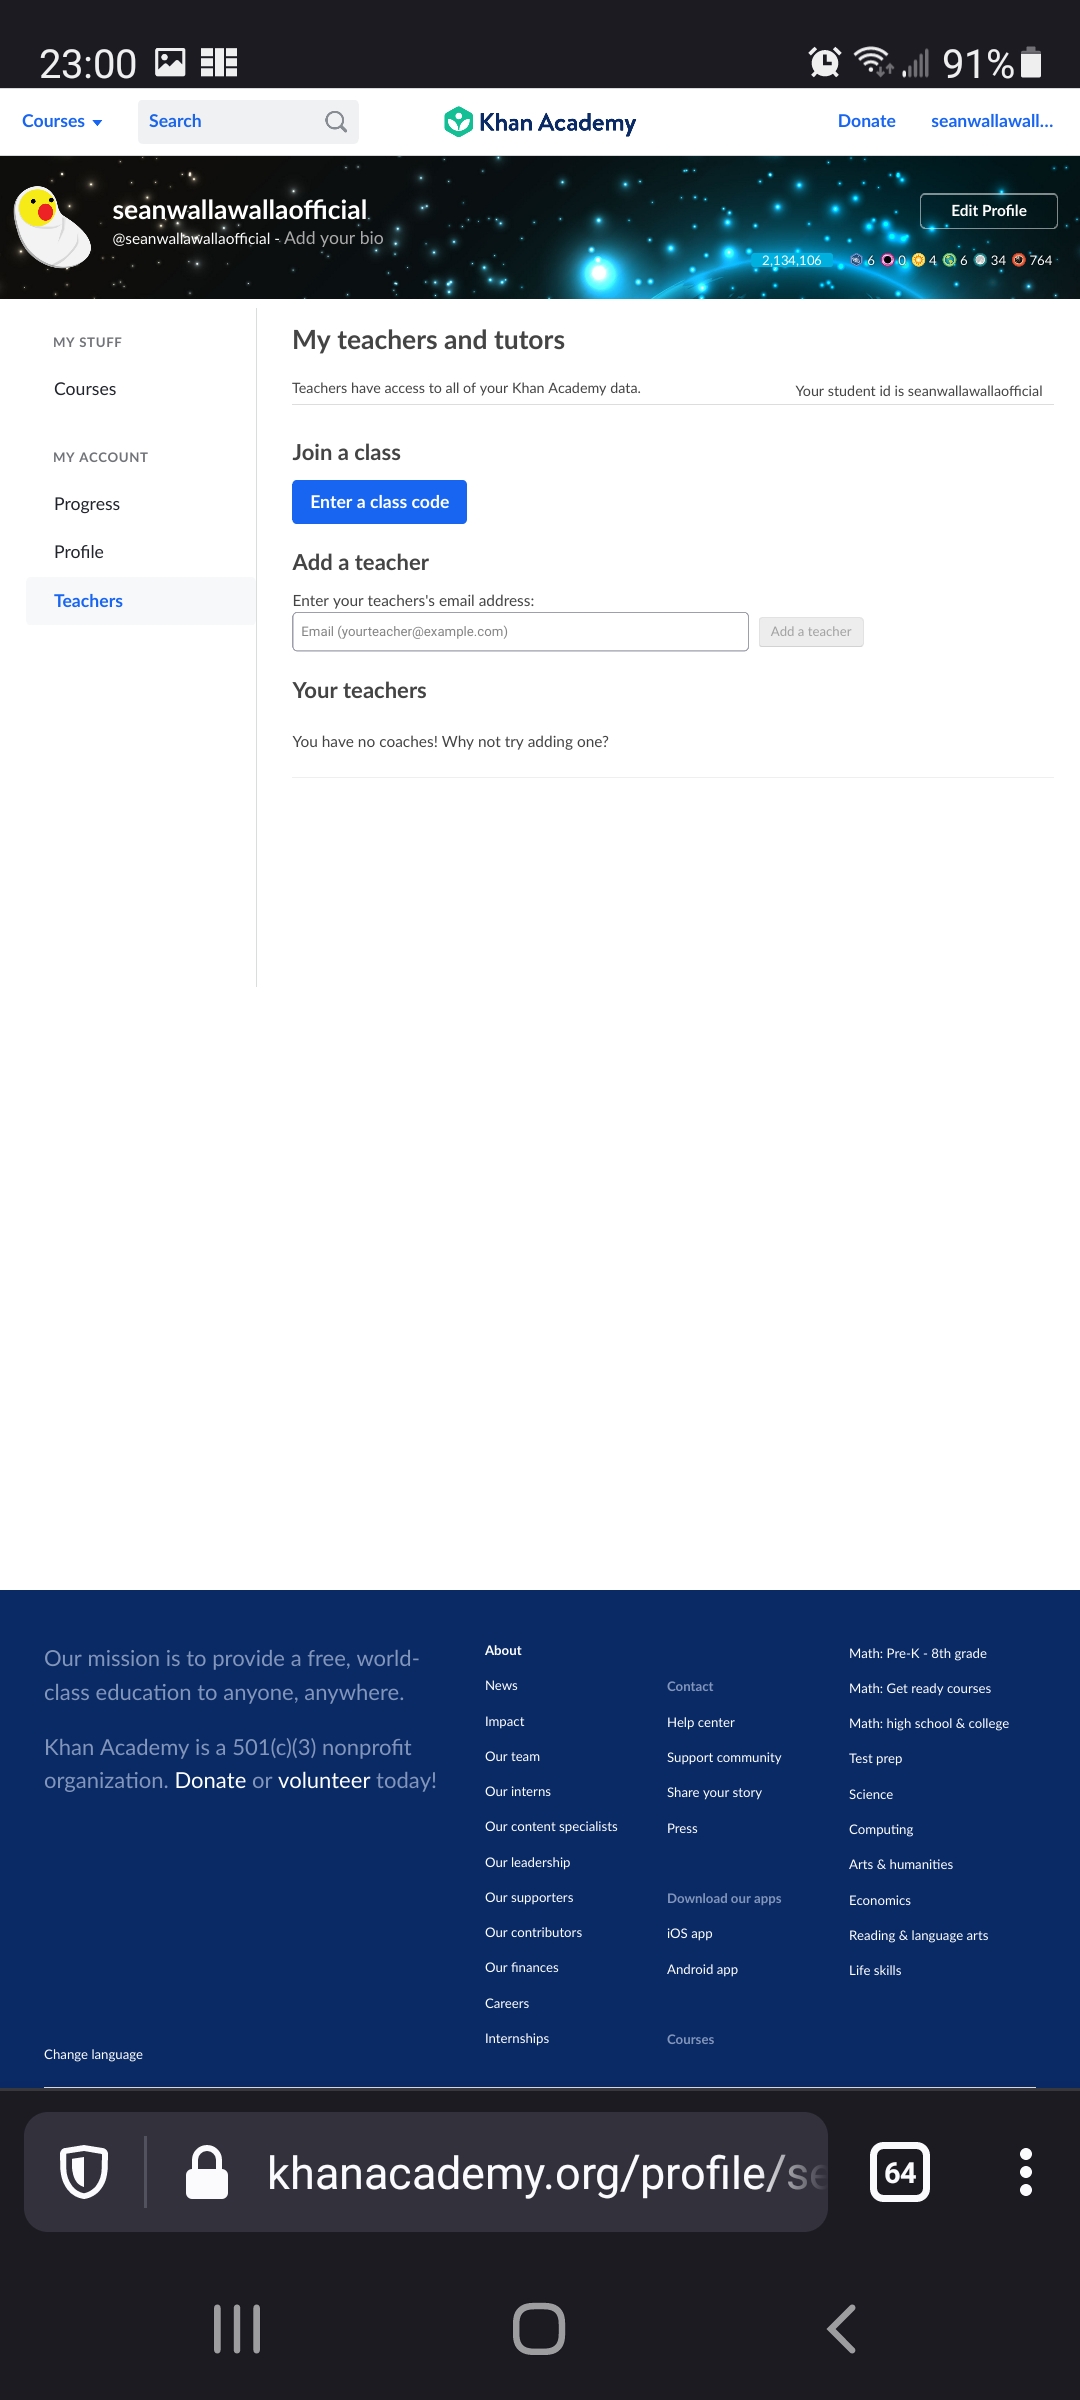 23:00
91%
Courses
Search
Khan Academy
Donate
seanwallawall...
seanwallawallaofficial
@seanwallawallaofficial - Add your bio
Edit Profile
2,134,106 6 0 4 6 34 764
MY STUFF
Courses
MY ACCOUNT
Progress
Profile
Teachers
My teachers and tutors
Teachers have access to all of your Khan Academy data.
Your student id is seanwallawallaofficial
Join a class
Enter a class code
Add a teacher
Enter your teachers's email address:
Email (yourteacher@example.com)
Add a teacher
Your teachers
You have no coaches! Why not try adding one?
Our mission is to provide a free, world-
class education to anyone, anywhere.
Khan Academy is a 501(c)(3) nonprofit
organization. Donate or volunteer today!
About
News
Impact
Our team
Our interns
Our content specialists
Our leadership
Our supporters
Our contributors
Our finances
Careers
Internships
Contact
Help center
Support community
Share your story
Press
Download our apps
iOS app
Android app
Courses
Math: Pre-K - 8th grade
Math: Get ready courses
Math: high school & college
Test prep
Science
Computing
Arts & humanities
Economics
Reading & language arts
Life skills
Change language
khanacademy.org/profile/se
64